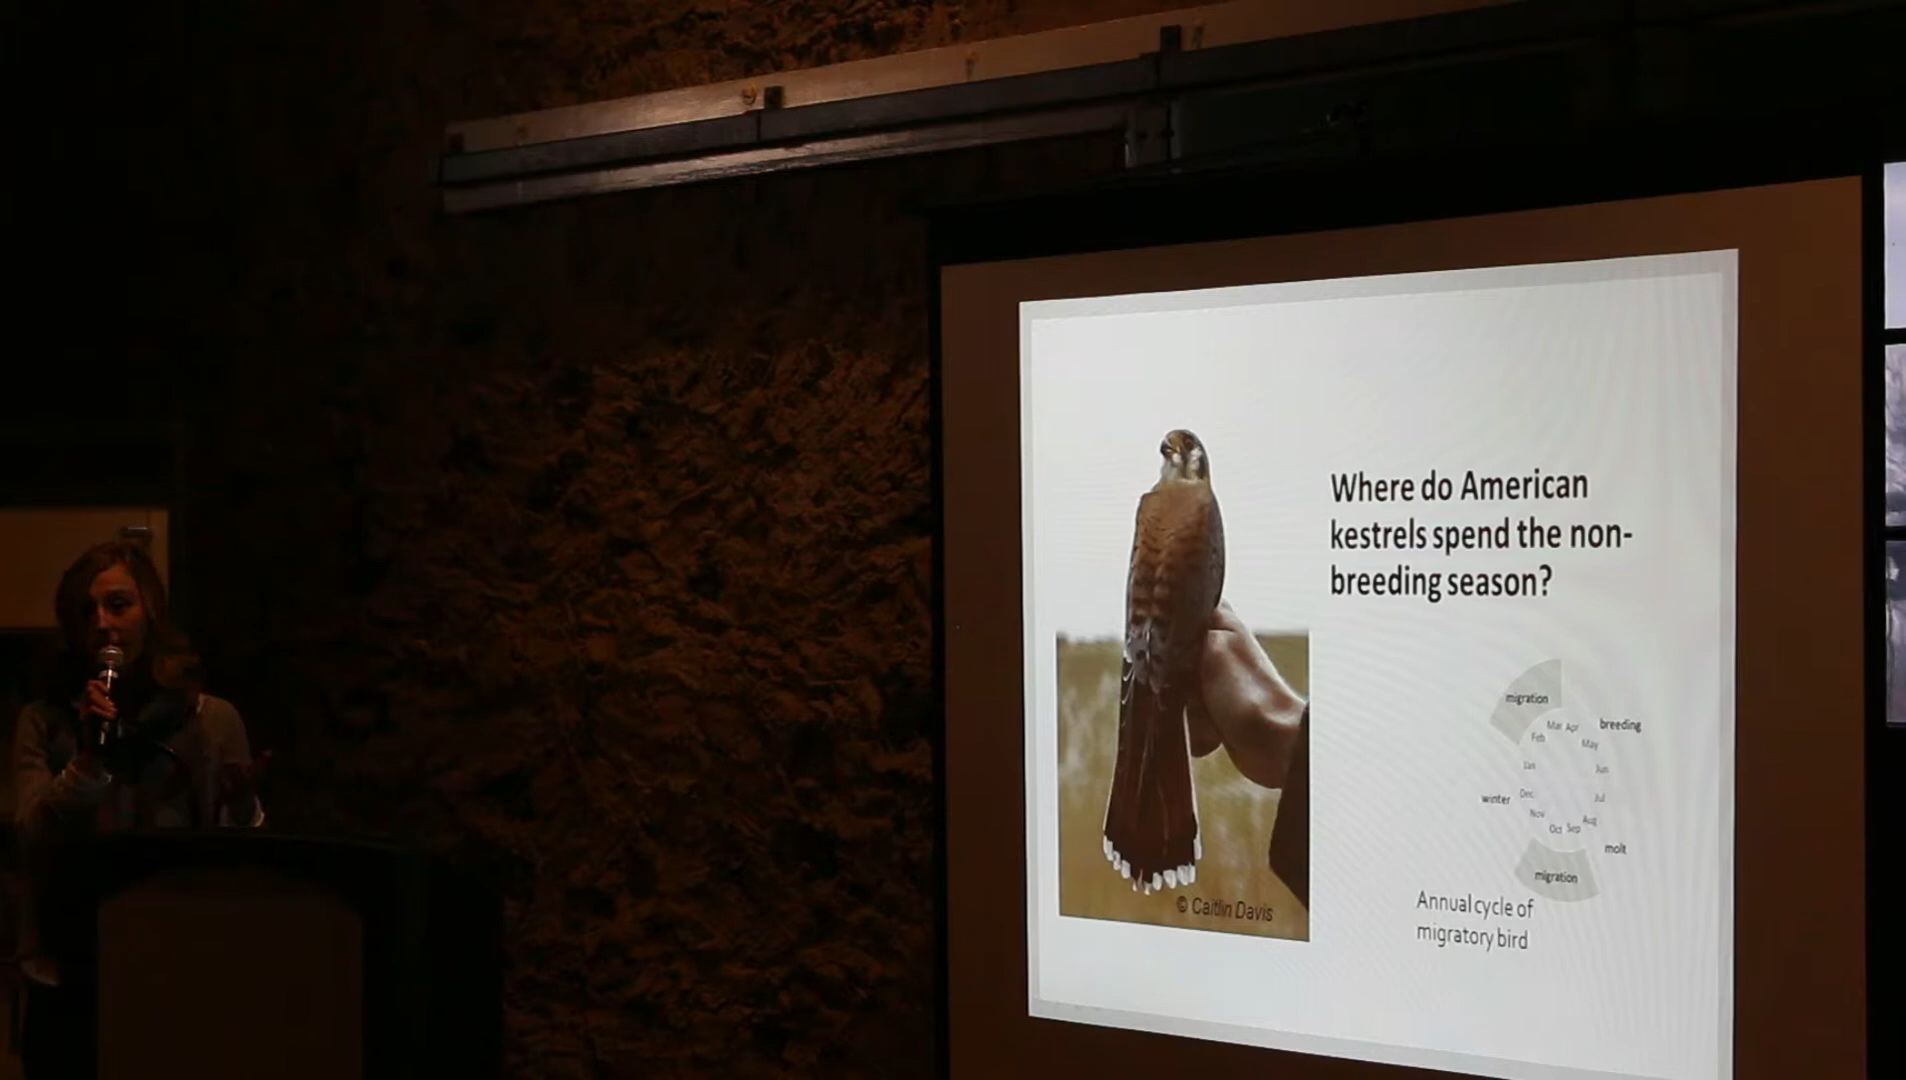 Where do American
kestrels spend the non-
breeding season?
migration
Mar Apr
breeding
Feb
May
Jan
Jun
winter
Dec
Jul
Nov
Aug
Oct Sep
molt
migration
Annual cycle of
migratory bird
© Caitlin Davis